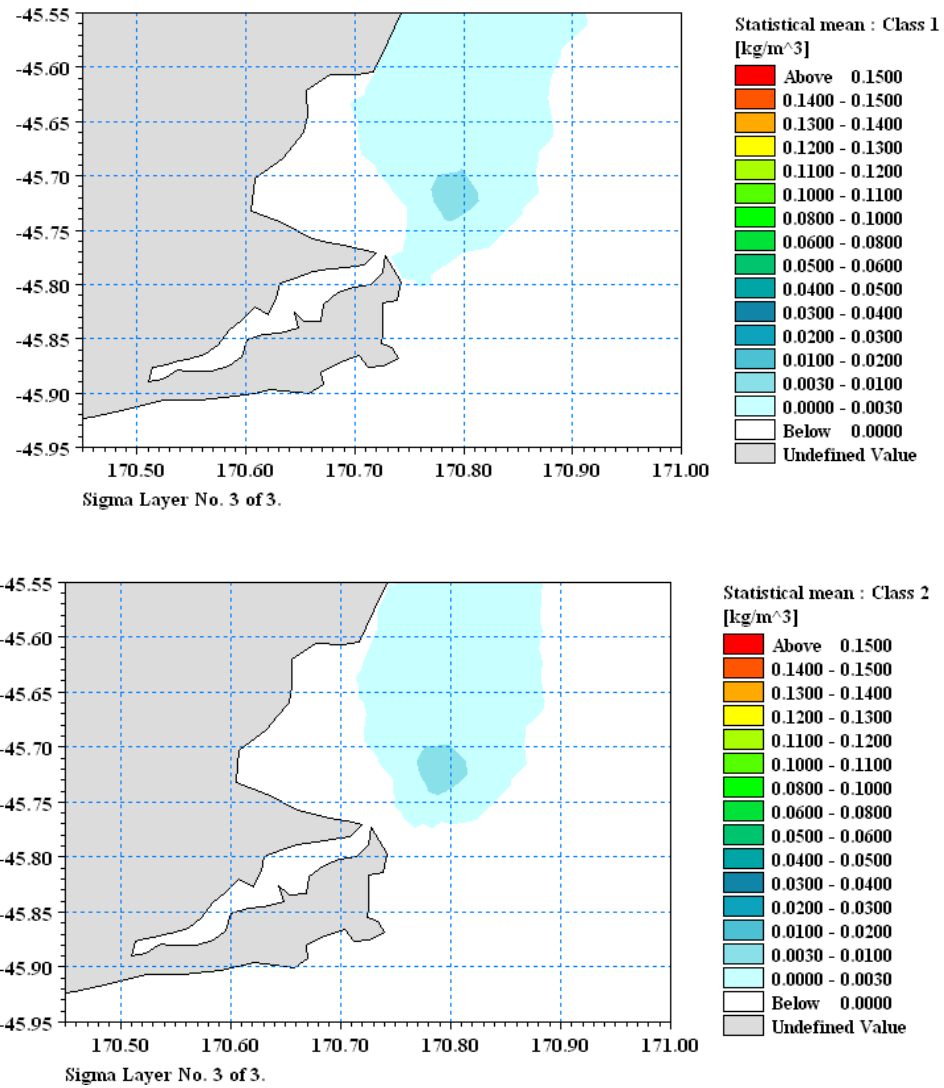 Statistical mean : Class 1
[kg/m^3]
Above 0.1500
0.1400 - 0.1500
0.1300 - 0.1400
0.1200 - 0.1300
0.1100 - 0.1200
0.1000 - 0.1100
0.0800 - 0.1000
0.0600 - 0.0800
0.0500 - 0.0600
0.0400 - 0.0500
0.0300 - 0.0400
0.0200 - 0.0300
0.0100 - 0.0200
0.0030 - 0.0100
0.0000 - 0.0030
Below 0.0000
Undefined Value
-45.55
-45.60
-45.65
-45.70
-45.75
-45.80
-45.85
-45.90
-45.95
170.50 170.60 170.70 170.80 170.90 171.00
Sigma Layer No. 3 of 3.
Statistical mean : Class 2
[kg/m^3]
Above 0.1500
0.1400 - 0.1500
0.1300 - 0.1400
0.1200 - 0.1300
0.1100 - 0.1200
0.1000 - 0.1100
0.0800 - 0.1000
0.0600 - 0.0800
0.0500 - 0.0600
0.0400 - 0.0500
0.0300 - 0.0400
0.0200 - 0.0300
0.0100 - 0.0200
0.0030 - 0.0100
0.0000 - 0.0030
Below 0.0000
Undefined Value
-45.55
-45.60
-45.65
-45.70
-45.75
-45.80
-45.85
-45.90
-45.95
170.50 170.60 170.70 170.80 170.90 171.00
Sigma Layer No. 3 of 3.